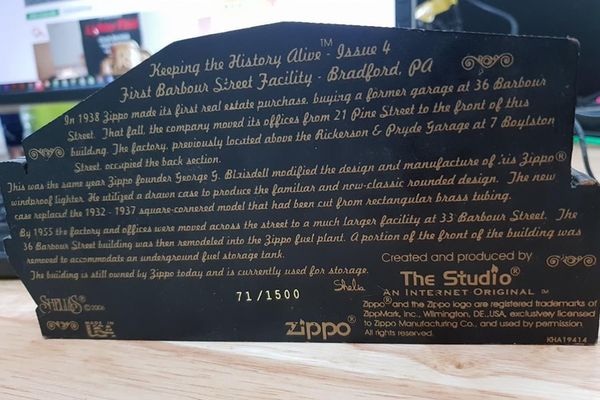 Keeping the History Alive™ - Issue 4
First Barbour Street Facility - Bradford, PA
In 1938 Zippo made its first real estate purchase, buying a former garage at 36 Barbour
Street. That fall, the company moved its offices from 21 Pine Street to the front of this
building. The factory, previously located above the Rickerson & Pryde Garage at 7 Boylston
Street, occupied the back section.
This was the same year Zippo founder George G. Blaisdell modified the design and manufacture of his Zippo®
windproof lighter. He utilized a drawn case to produce the familiar and now-classic rounded design. The new
case replaced the 1932 - 1937 square-cornered model that had been cut from rectangular brass tubing.
By 1955 the factory and offices were moved across the street to a much larger facility at 33 Barbour Street. The
36 Barbour Street building was then remodeled into the Zippo fuel plant. A portion of the front of the building was
removed to accommodate an underground fuel storage tank.
The building is still owned by Zippo today and is currently used for storage.
Shelia
Created and produced by
The Studio®
AN INTERNET ORIGINAL ™
SHELIA'S ©2006
71/1500
MADE IN
USA
zippo®
Zippo® and the Zippo logo are registered trademarks of
ZippMark, Inc., Wilmington, DE., USA, exclusively licensed
to Zippo Manufacturing Co., and used by permission.
All rights reserved.
KHA19414